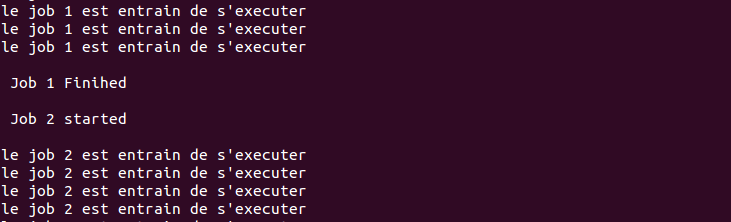 le job 1 est entrain de s'executer
le job 1 est entrain de s'executer
le job 1 est entrain de s'executer
Job 1 Finihed
Job 2 started
le job 2 est entrain de s'executer
le job 2 est entrain de s'executer
le job 2 est entrain de s'executer
le job 2 est entrain de s'executer